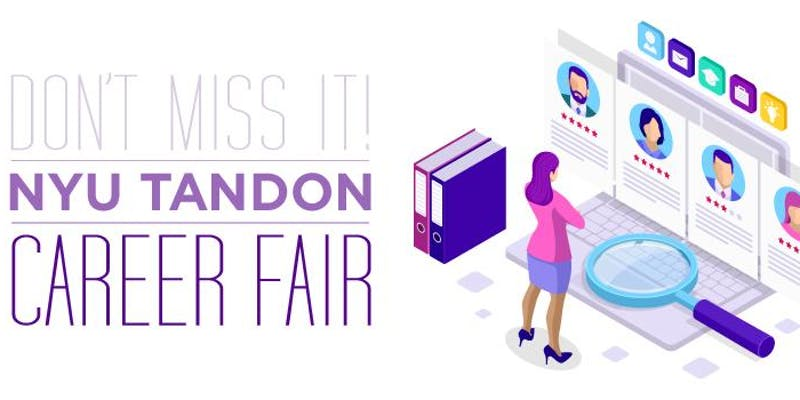 DON'T MISS IT!
NYU TANDON
CAREER FAIR